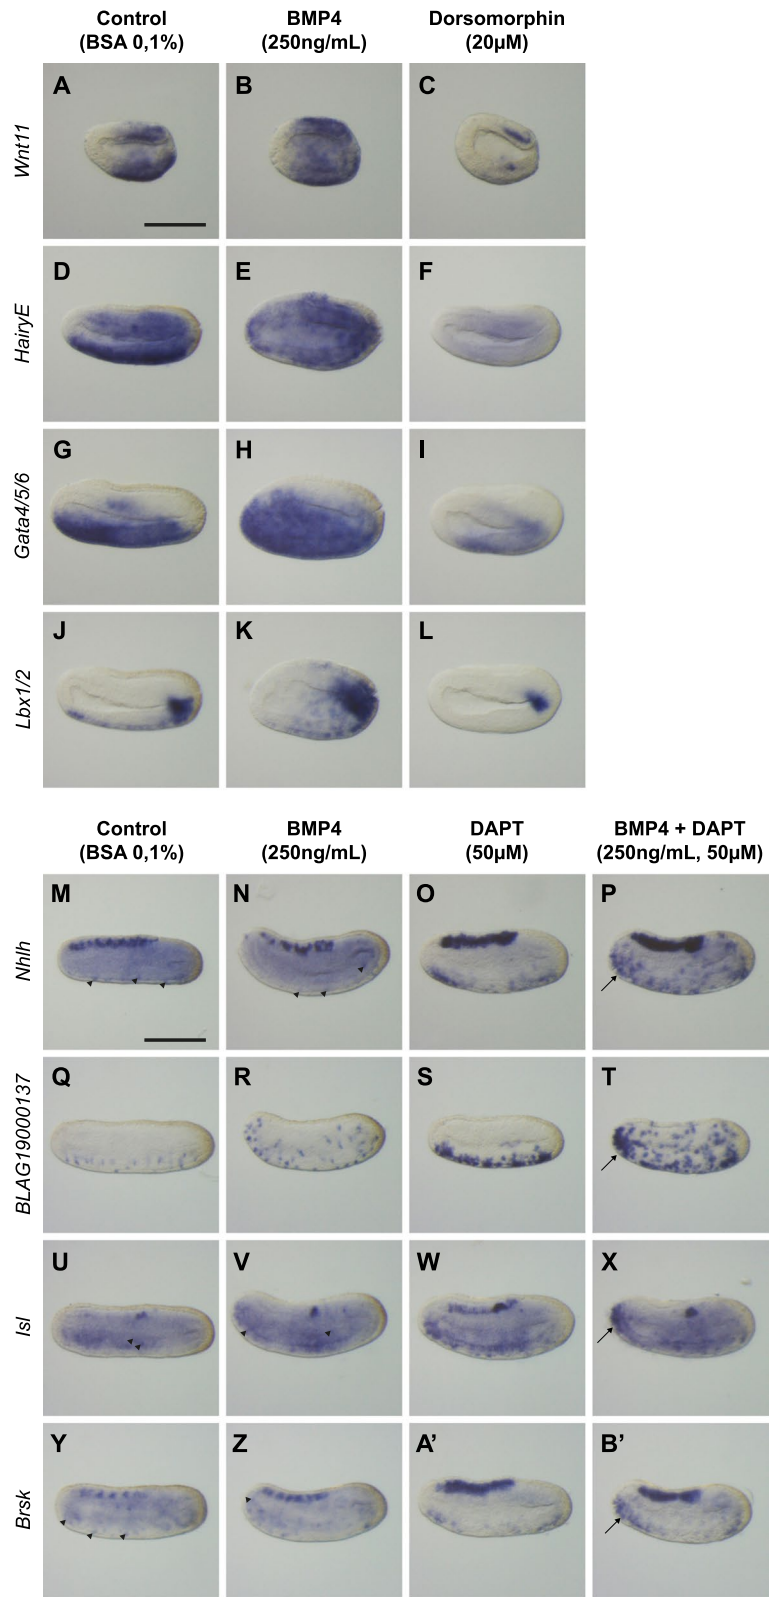 Control
(BSA 0,1%)
BMP4
(250ng/mL)
Dorsomorphin
(20µM)
Wnt11
A
B
C
HairyE
D
E
F
Gata4/5/6
G
H
I
Lbx1/2
J
K
L
Control
(BSA 0,1%)
BMP4
(250ng/mL)
DAPT
(50µM)
BMP4 + DAPT
(250ng/mL, 50µM)
Nhlh
M
N
O
P
BLAG19000137
Q
R
S
T
Isl
U
V
W
X
Brsk
Y
Z
A’
B’